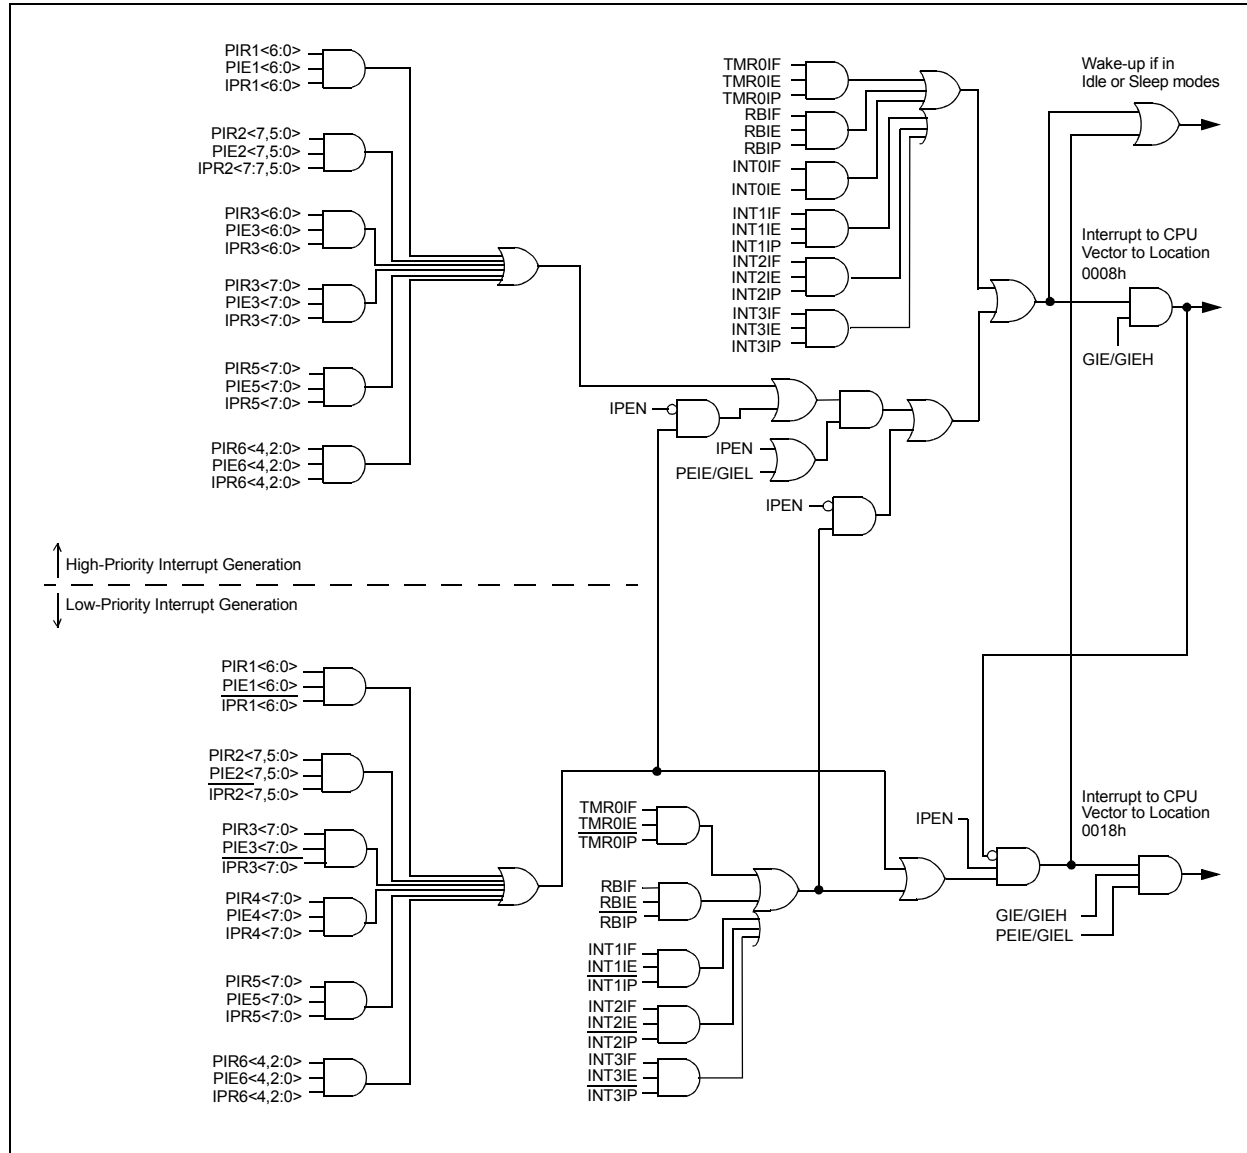 PIR1<6:0>
PIE1<6:0>
IPR1<6:0>
PIR2<7,5:0>
PIE2<7,5:0>
IPR2<7:7,5:0>
PIR3<6:0>
PIE3<6:0>
IPR3<6:0>
PIR3<7:0>
PIE3<7:0>
IPR3<7:0>
PIR5<7:0>
PIE5<7:0>
IPR5<7:0>
PIR6<4,2:0>
PIE6<4,2:0>
IPR6<4,2:0>
TMR0IF
TMR0IE
TMR0IP
RBIF
RBIE
RBIP
INT0IF
INT0IE
INT1IF
INT1IE
INT1IP
INT2IF
INT2IE
INT2IP
INT3IF
INT3IE
INT3IP
Wake-up if in
Idle or Sleep modes
Interrupt to CPU
Vector to Location
0008h
GIE/GIEH
IPEN
IPEN
PEIE/GIEL
IPEN
High-Priority Interrupt Generation
Low-Priority Interrupt Generation
PIR1<6:0>
PIE1<6:0>
IPR1<6:0>
PIR2<7,5:0>
PIE2<7,5:0>
IPR2<7,5:0>
PIR3<7:0>
PIE3<7:0>
IPR3<7:0>
PIR4<7:0>
PIE4<7:0>
IPR4<7:0>
PIR5<7:0>
PIE5<7:0>
IPR5<7:0>
PIR6<4,2:0>
PIE6<4,2:0>
IPR6<4,2:0>
TMR0IF
TMR0IE
TMR0IP
RBIF
RBIE
RBIP
INT1IF
INT1IE
INT1IP
INT2IF
INT2IE
INT2IP
INT3IF
INT3IE
INT3IP
IPEN
Interrupt to CPU
Vector to Location
0018h
GIE/GIEH
PEIE/GIEL